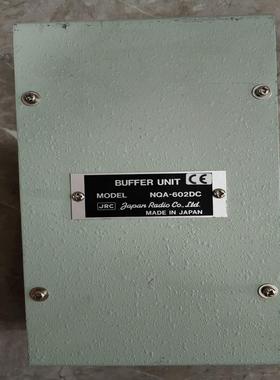 BUFFER UNIT CE
MODEL NQA-602DC
JRC Japan Radio Co., Ltd.
MADE IN JAPAN